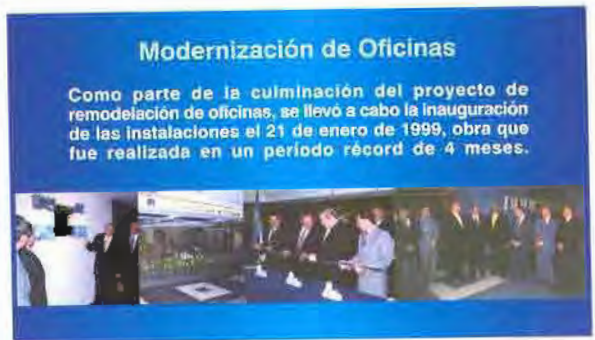 Modernización de Oficinas
Como parte de la culminación del proyecto de
remodelación de oficinas, se llevó a cabo la inauguración
de las instalaciones el 21 de enero de 1999, obra que
fue realizada en un período récord de 4 meses.